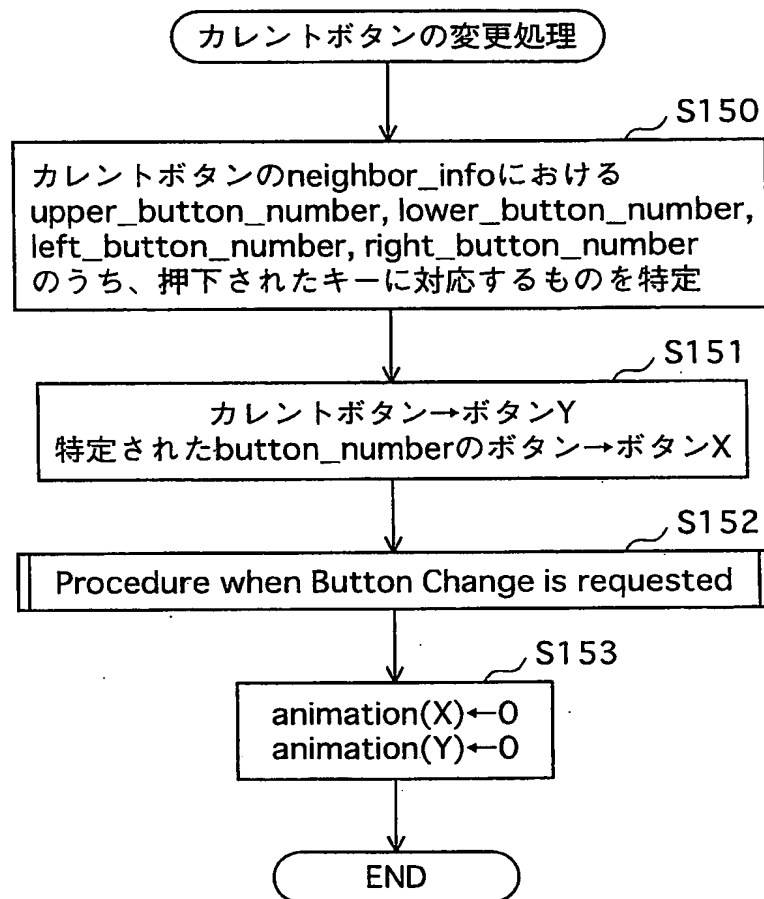 カレントボタンの変更処理
S150
カレントボタンのneighbor_infoにおける
upper_button_number, lower_button_number,
left_button_number, right_button_number
のうち、押下されたキーに対応するものを特定
S151
カレントボタン→ボタンY
特定されたbutton_numberのボタン→ボタンX
S152
Procedure when Button Change is requested
S153
animation(X)←0
animation(Y)←0
END